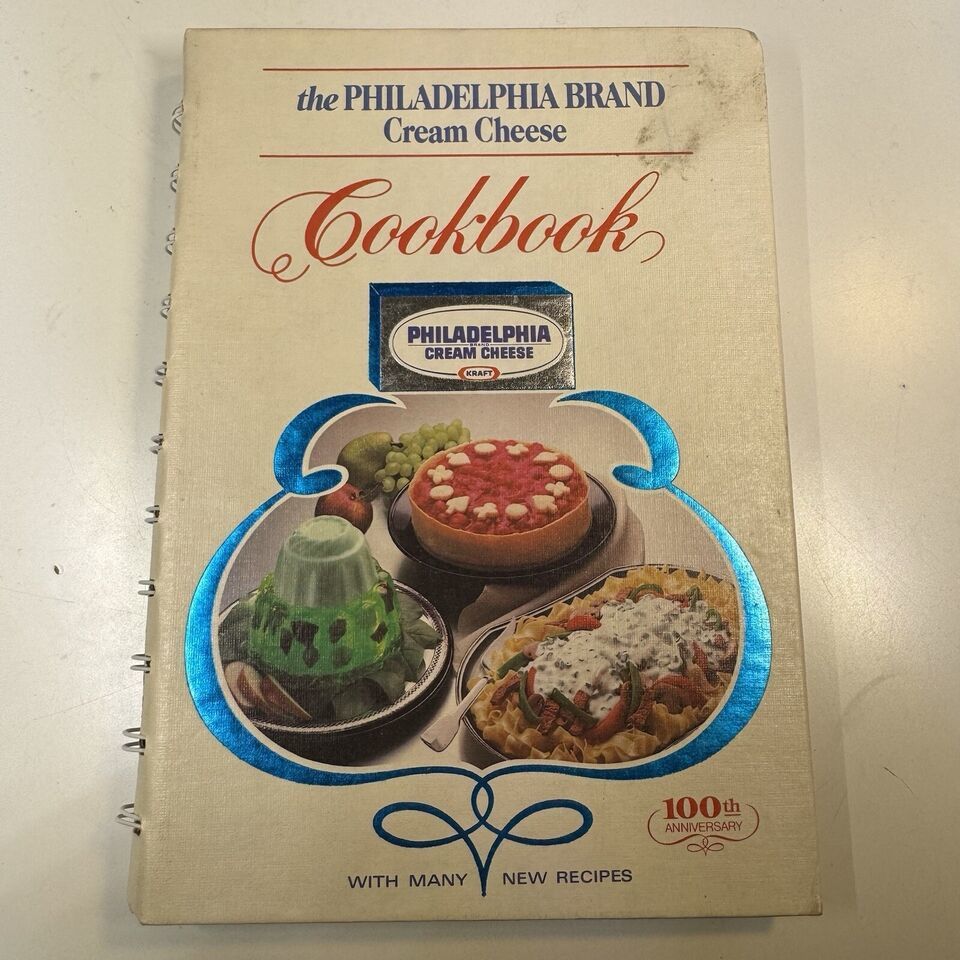 the PHILADELPHIA BRAND
Cream Cheese
Cookbook
PHILADELPHIA
BRAND
CREAM CHEESE
KRAFT
100th
ANNIVERSARY
WITH MANY NEW RECIPES